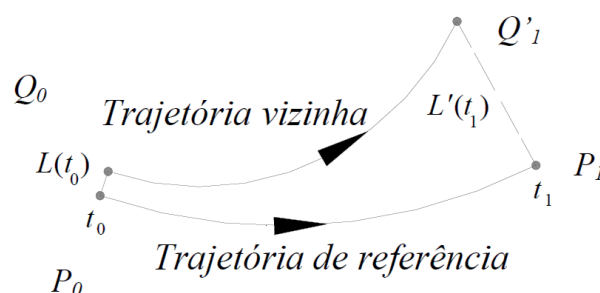 Q'₁
Q₀
Trajetória vizinha
L'(t₁)
L(t₀)
P₁
t₁
t₀
Trajetória de referência
P₀